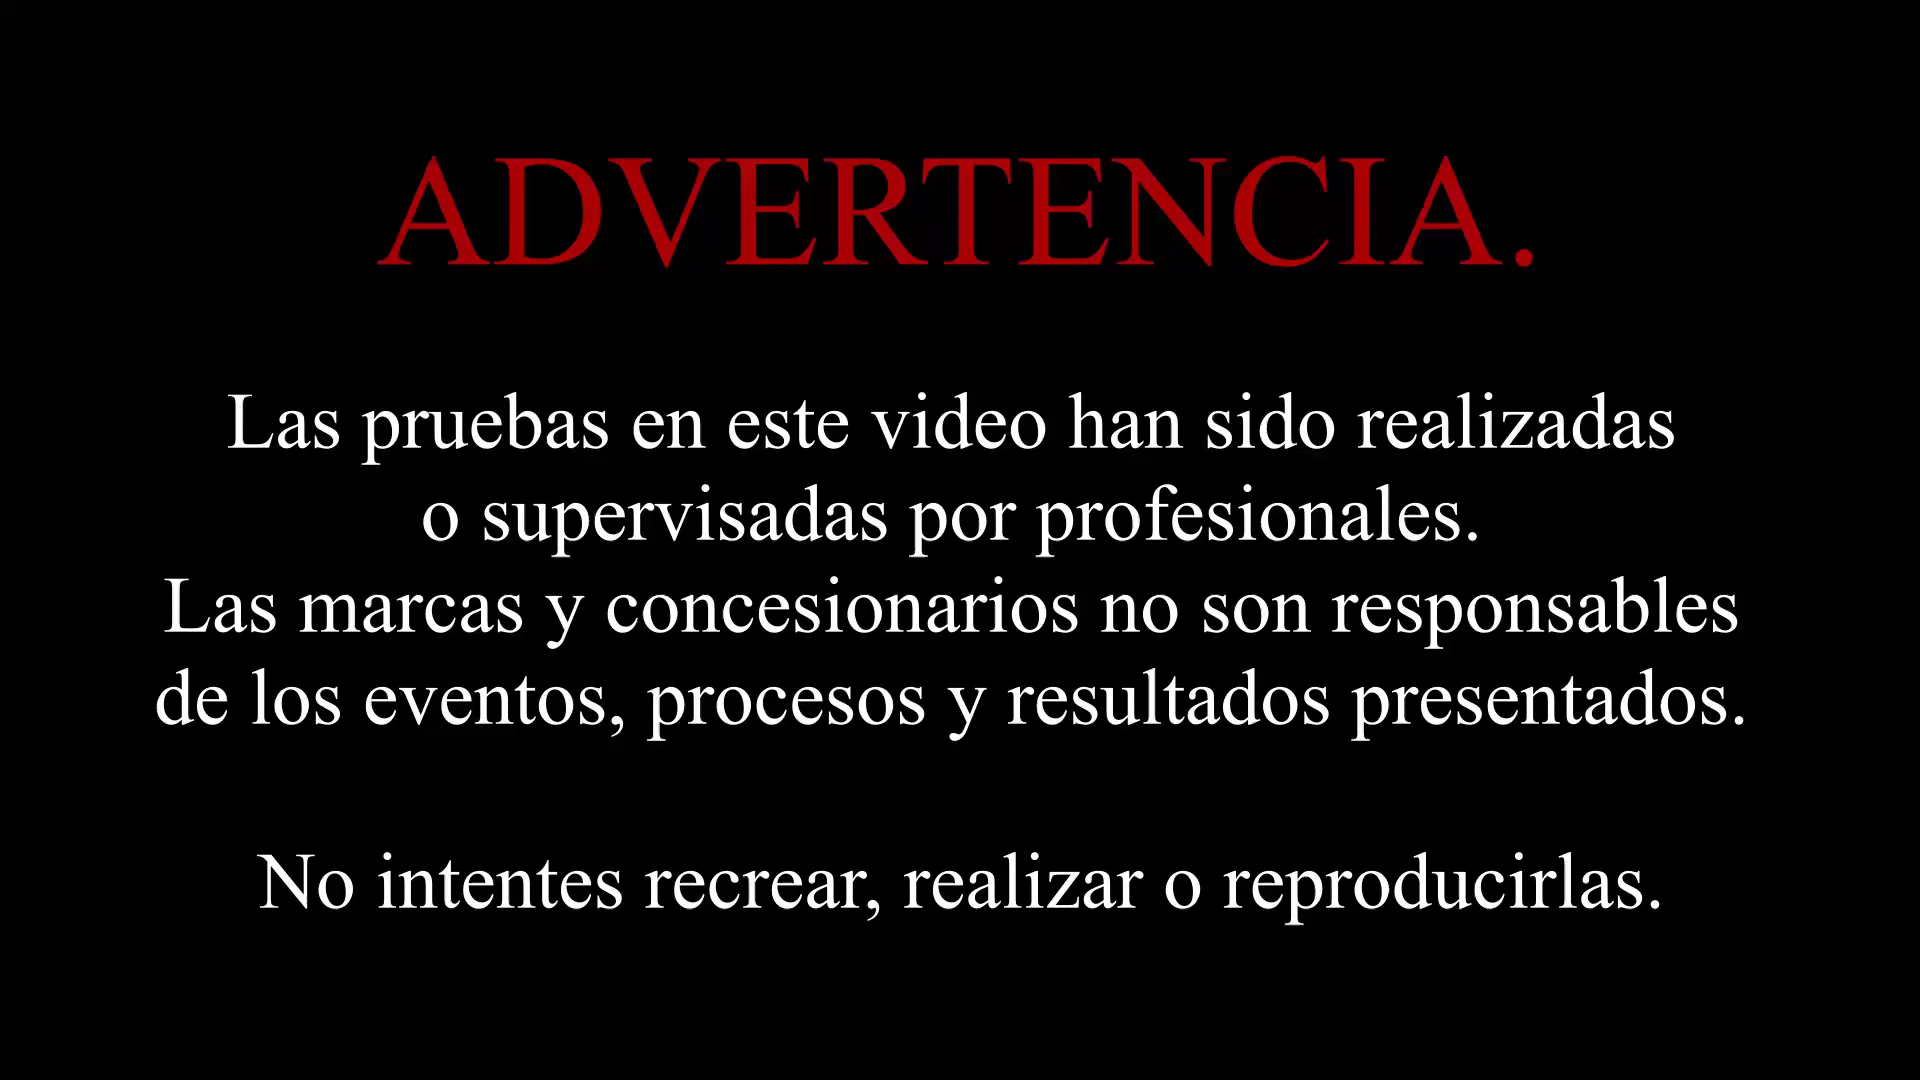 ADVERTENCIA.
Las pruebas en este video han sido realizadas
o supervisadas por profesionales.
Las marcas y concesionarios no son responsables
de los eventos, procesos y resultados presentados.
No intentes recrear, realizar o reproducirlas.